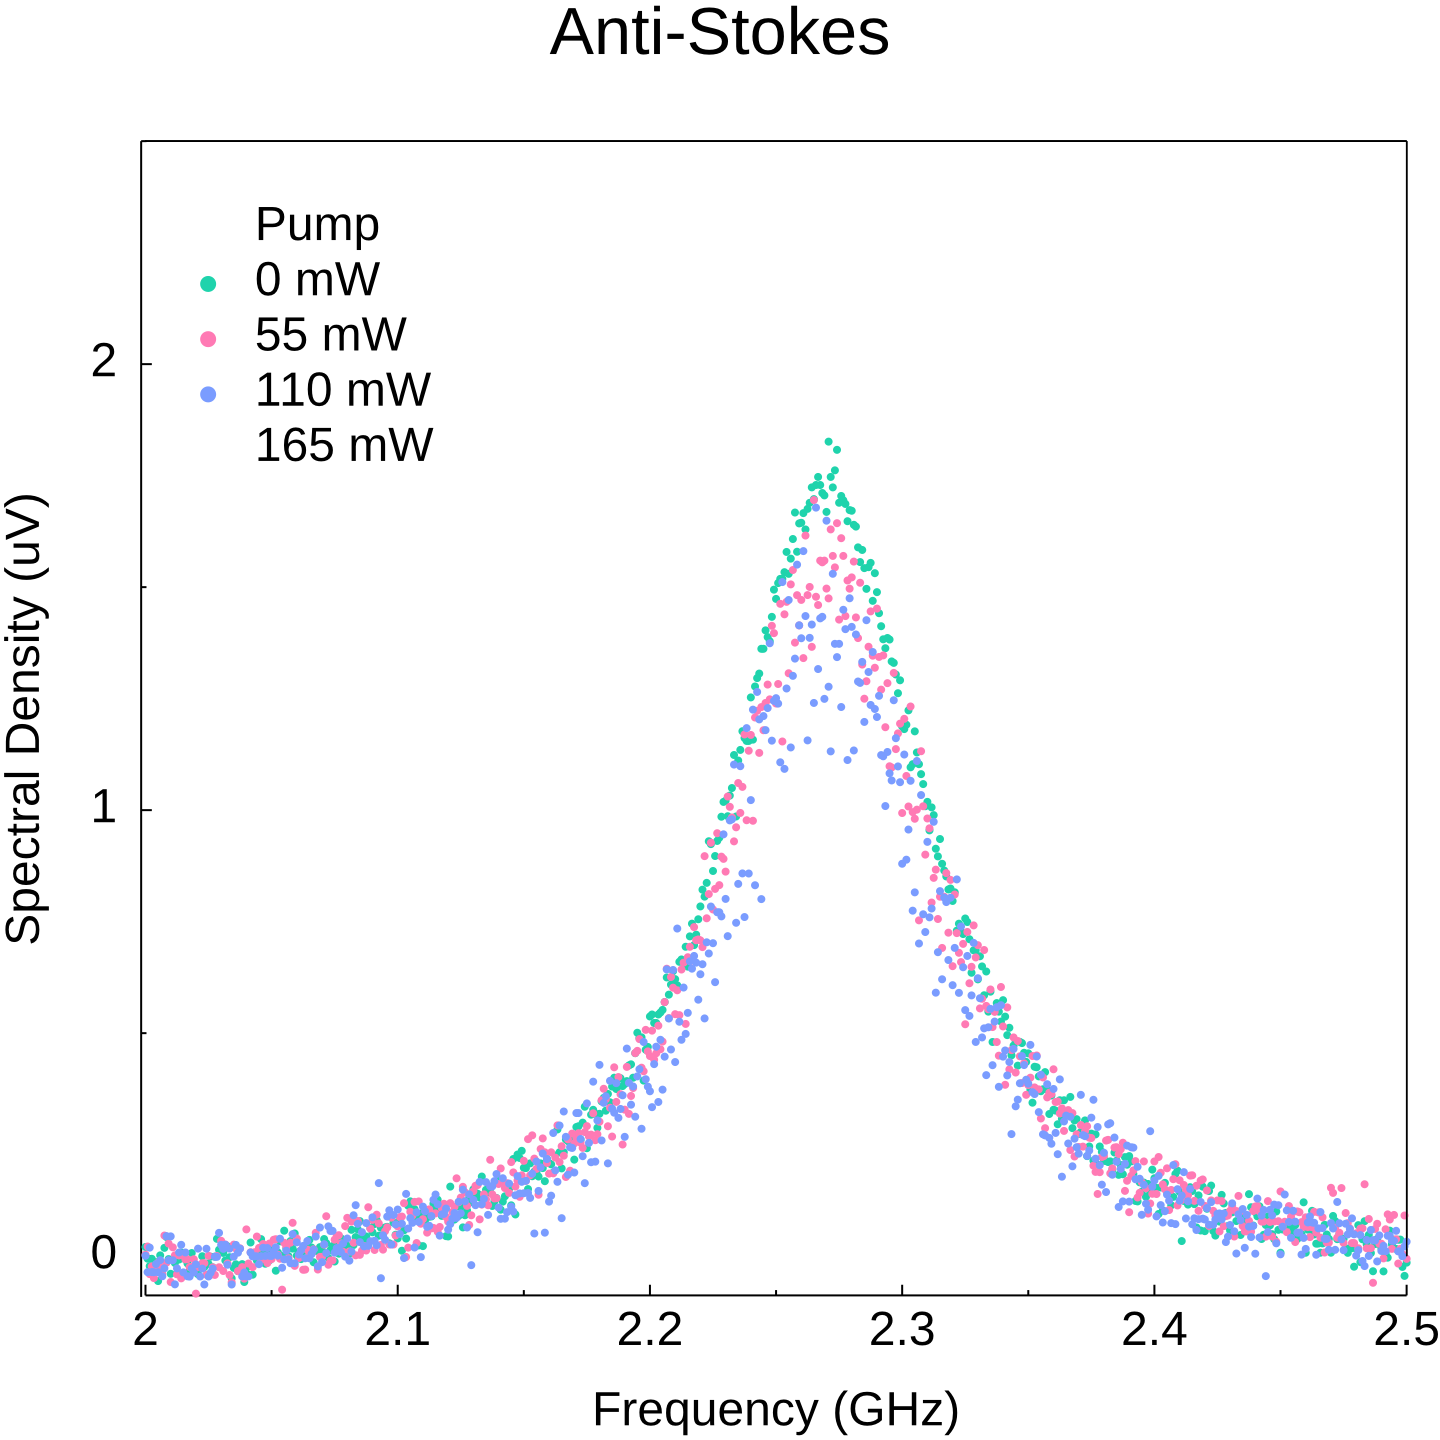 Anti-Stokes
Pump
0 mW
55 mW
110 mW
165 mW
2
1
0
Spectral Density (uV)
2
2.1
2.2
2.3
2.4
2.5
Frequency (GHz)